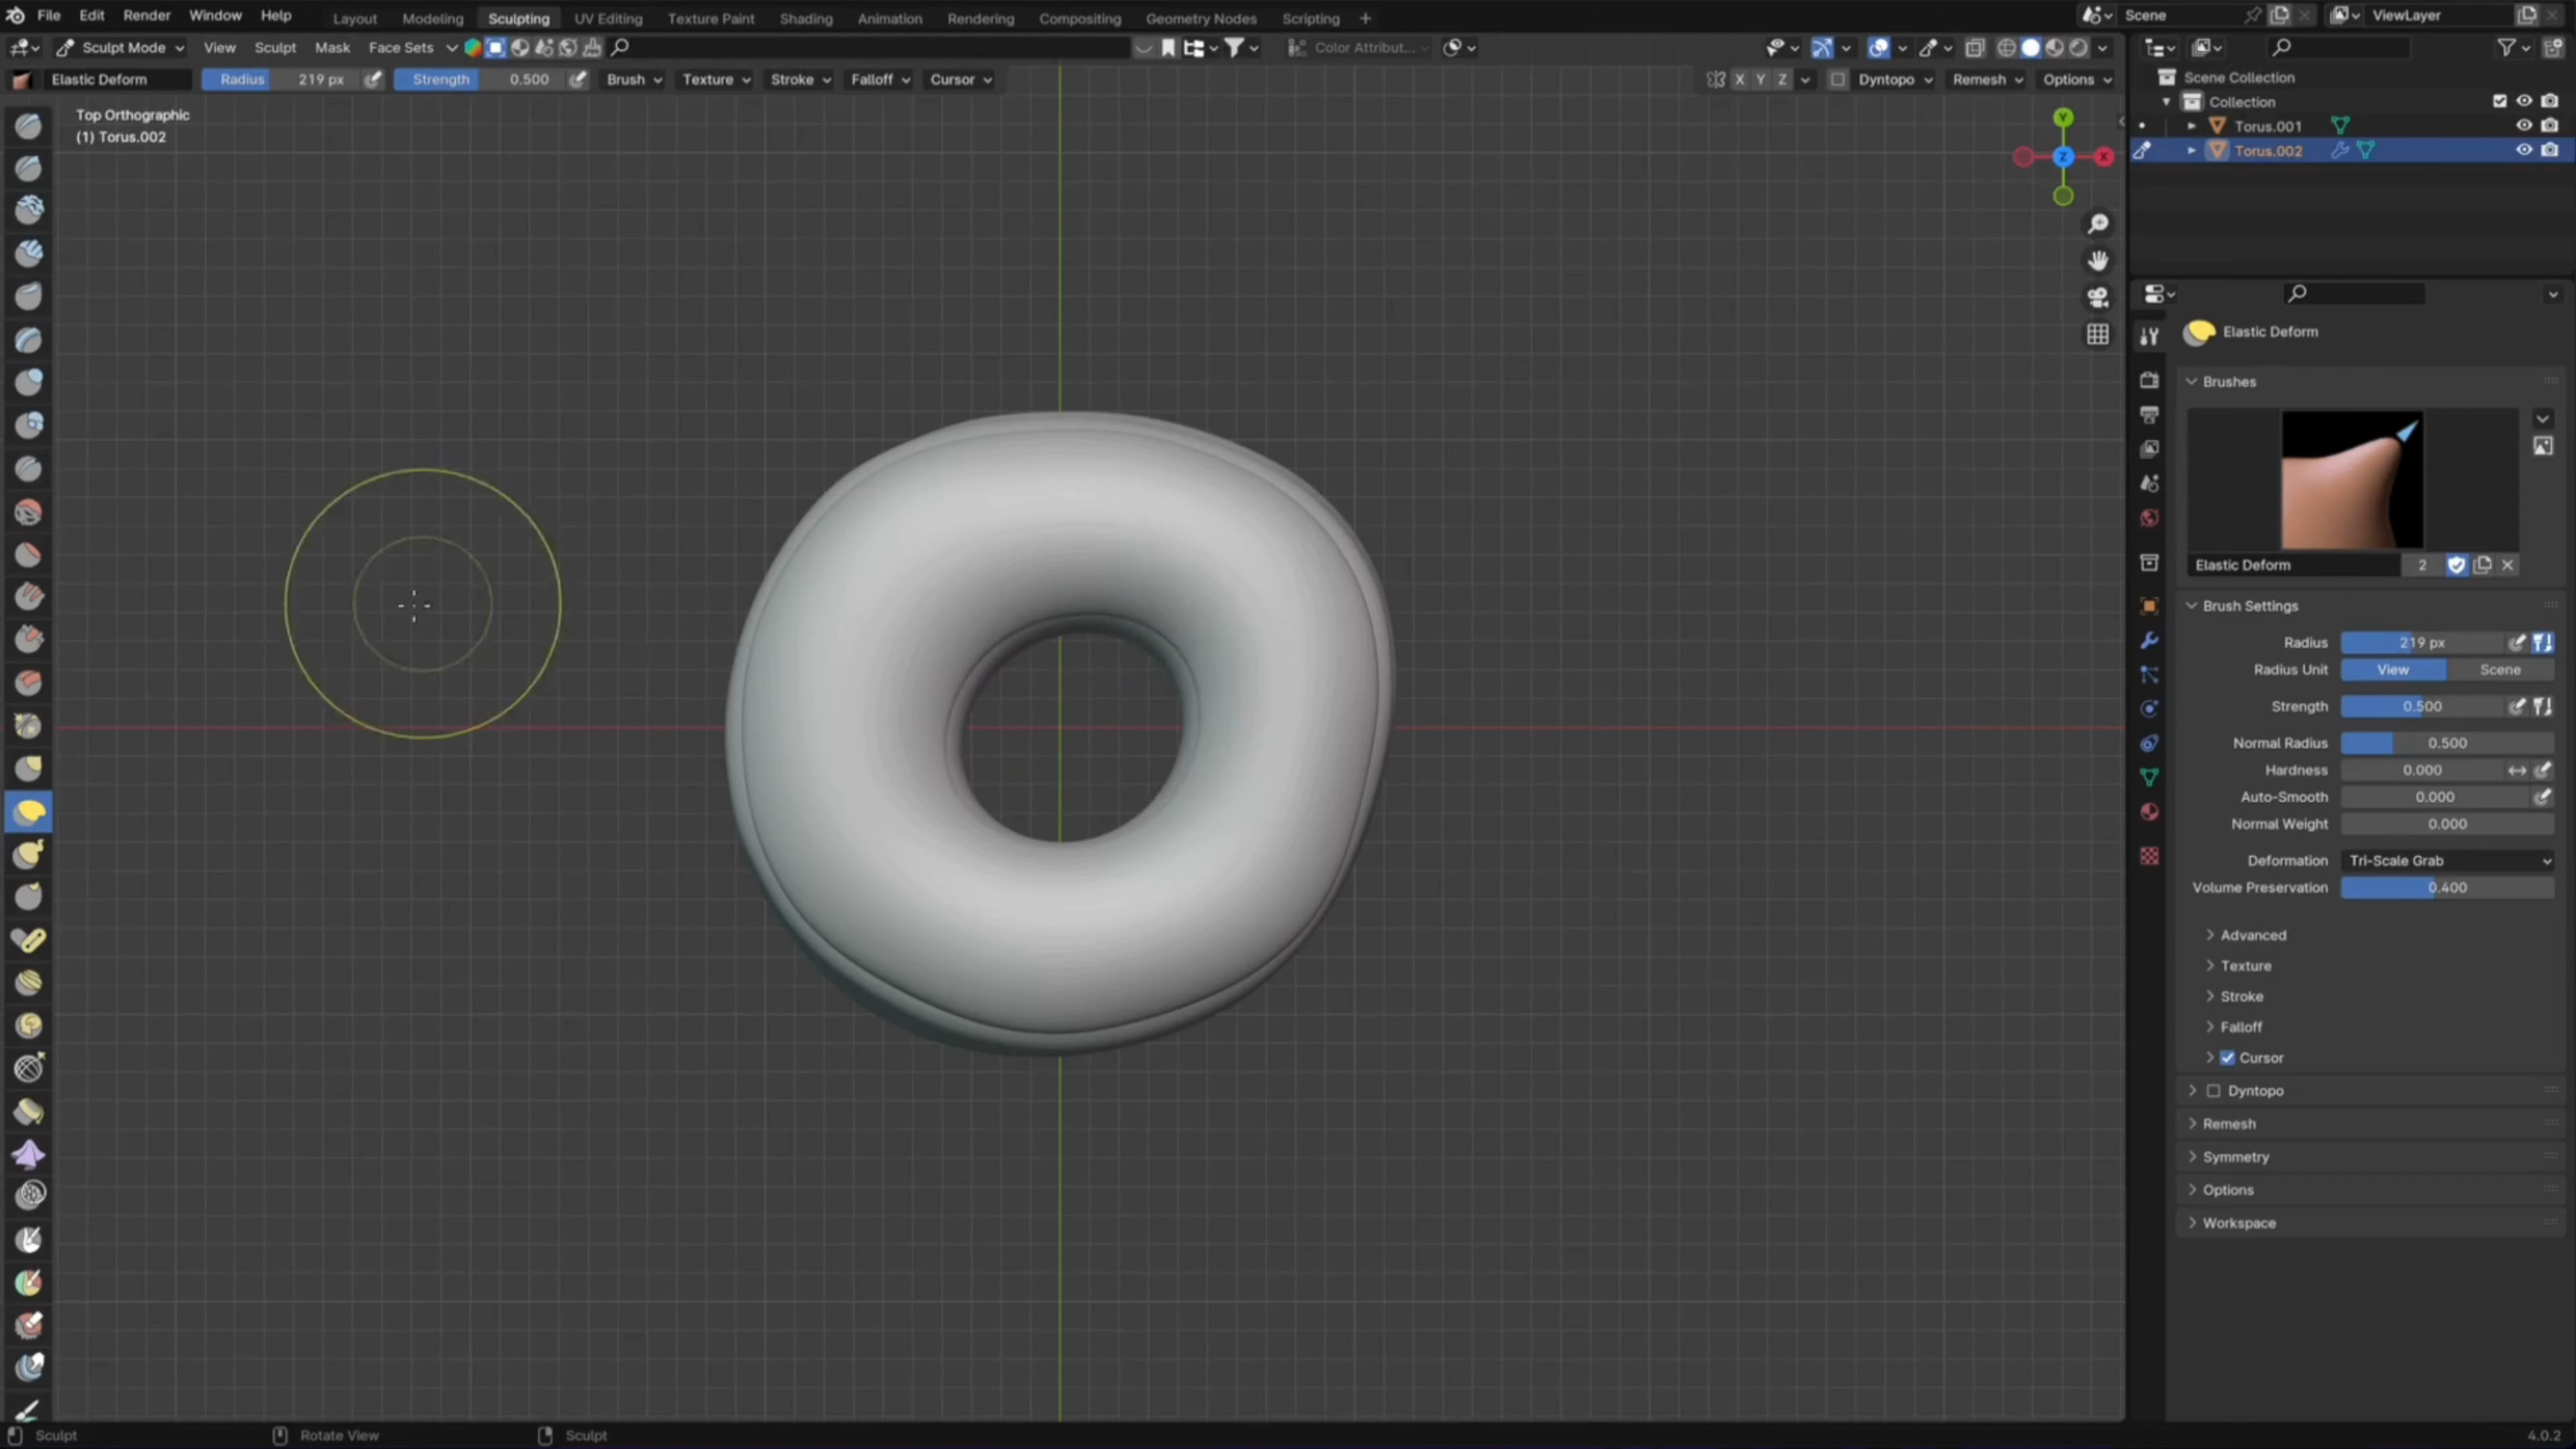 File Edit Render Window Help Layout Modeling Sculpting UV Editing Texture Paint Shading Animation Rendering Compositing Geometry Nodes Scripting + Scene ViewLayer
Sculpt Mode View Sculpt Mask Face Sets Color Attribut...
Elastic Deform Radius 219 px Strength 0.500 Brush Texture Stroke Falloff Cursor X Y Z Dyntopo Remesh Options
Top Orthographic
(1) Torus.002
Y
Z
X
Scene Collection
Collection
Torus.001
Torus.002
Elastic Deform
Brushes
Elastic Deform 2
Brush Settings
Radius 219 px
Radius Unit View Scene
Strength 0.500
Normal Radius 0.500
Hardness 0.000
Auto-Smooth 0.000
Normal Weight 0.000
Deformation Tri-Scale Grab
Volume Preservation 0.400
Advanced
Texture
Stroke
Falloff
Cursor
Dyntopo
Remesh
Symmetry
Options
Workspace
Sculpt Rotate View Sculpt 4.0.2